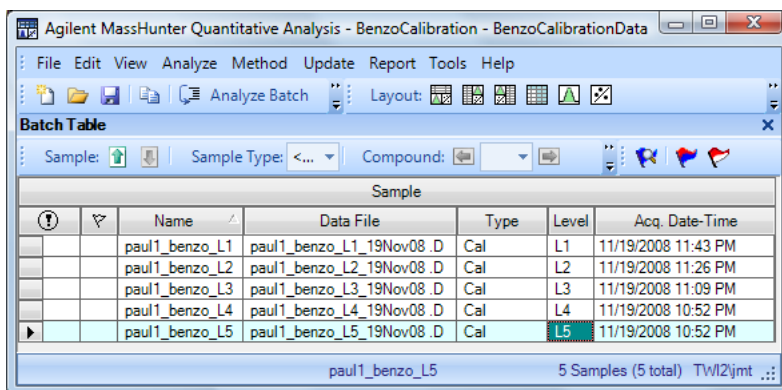 Agilent MassHunter Quantitative Analysis - BenzoCalibration - BenzoCalibrationData
File Edit View Analyze Method Update Report Tools Help
Analyze Batch Layout:
Batch Table
Sample: Sample Type: <... Compound:
Sample
Name Data File Type Level Acq. Date-Time
paul1_benzo_L1 paul1_benzo_L1_19Nov08 .D Cal L1 11/19/2008 11:43 PM
paul1_benzo_L2 paul1_benzo_L2_19Nov08 .D Cal L2 11/19/2008 11:26 PM
paul1_benzo_L3 paul1_benzo_L3_19Nov08 .D Cal L3 11/19/2008 11:09 PM
paul1_benzo_L4 paul1_benzo_L4_19Nov08 .D Cal L4 11/19/2008 10:52 PM
paul1_benzo_L5 paul1_benzo_L5_19Nov08 .D Cal L5 11/19/2008 10:52 PM
paul1_benzo_L5 5 Samples (5 total) TWI2\jmt